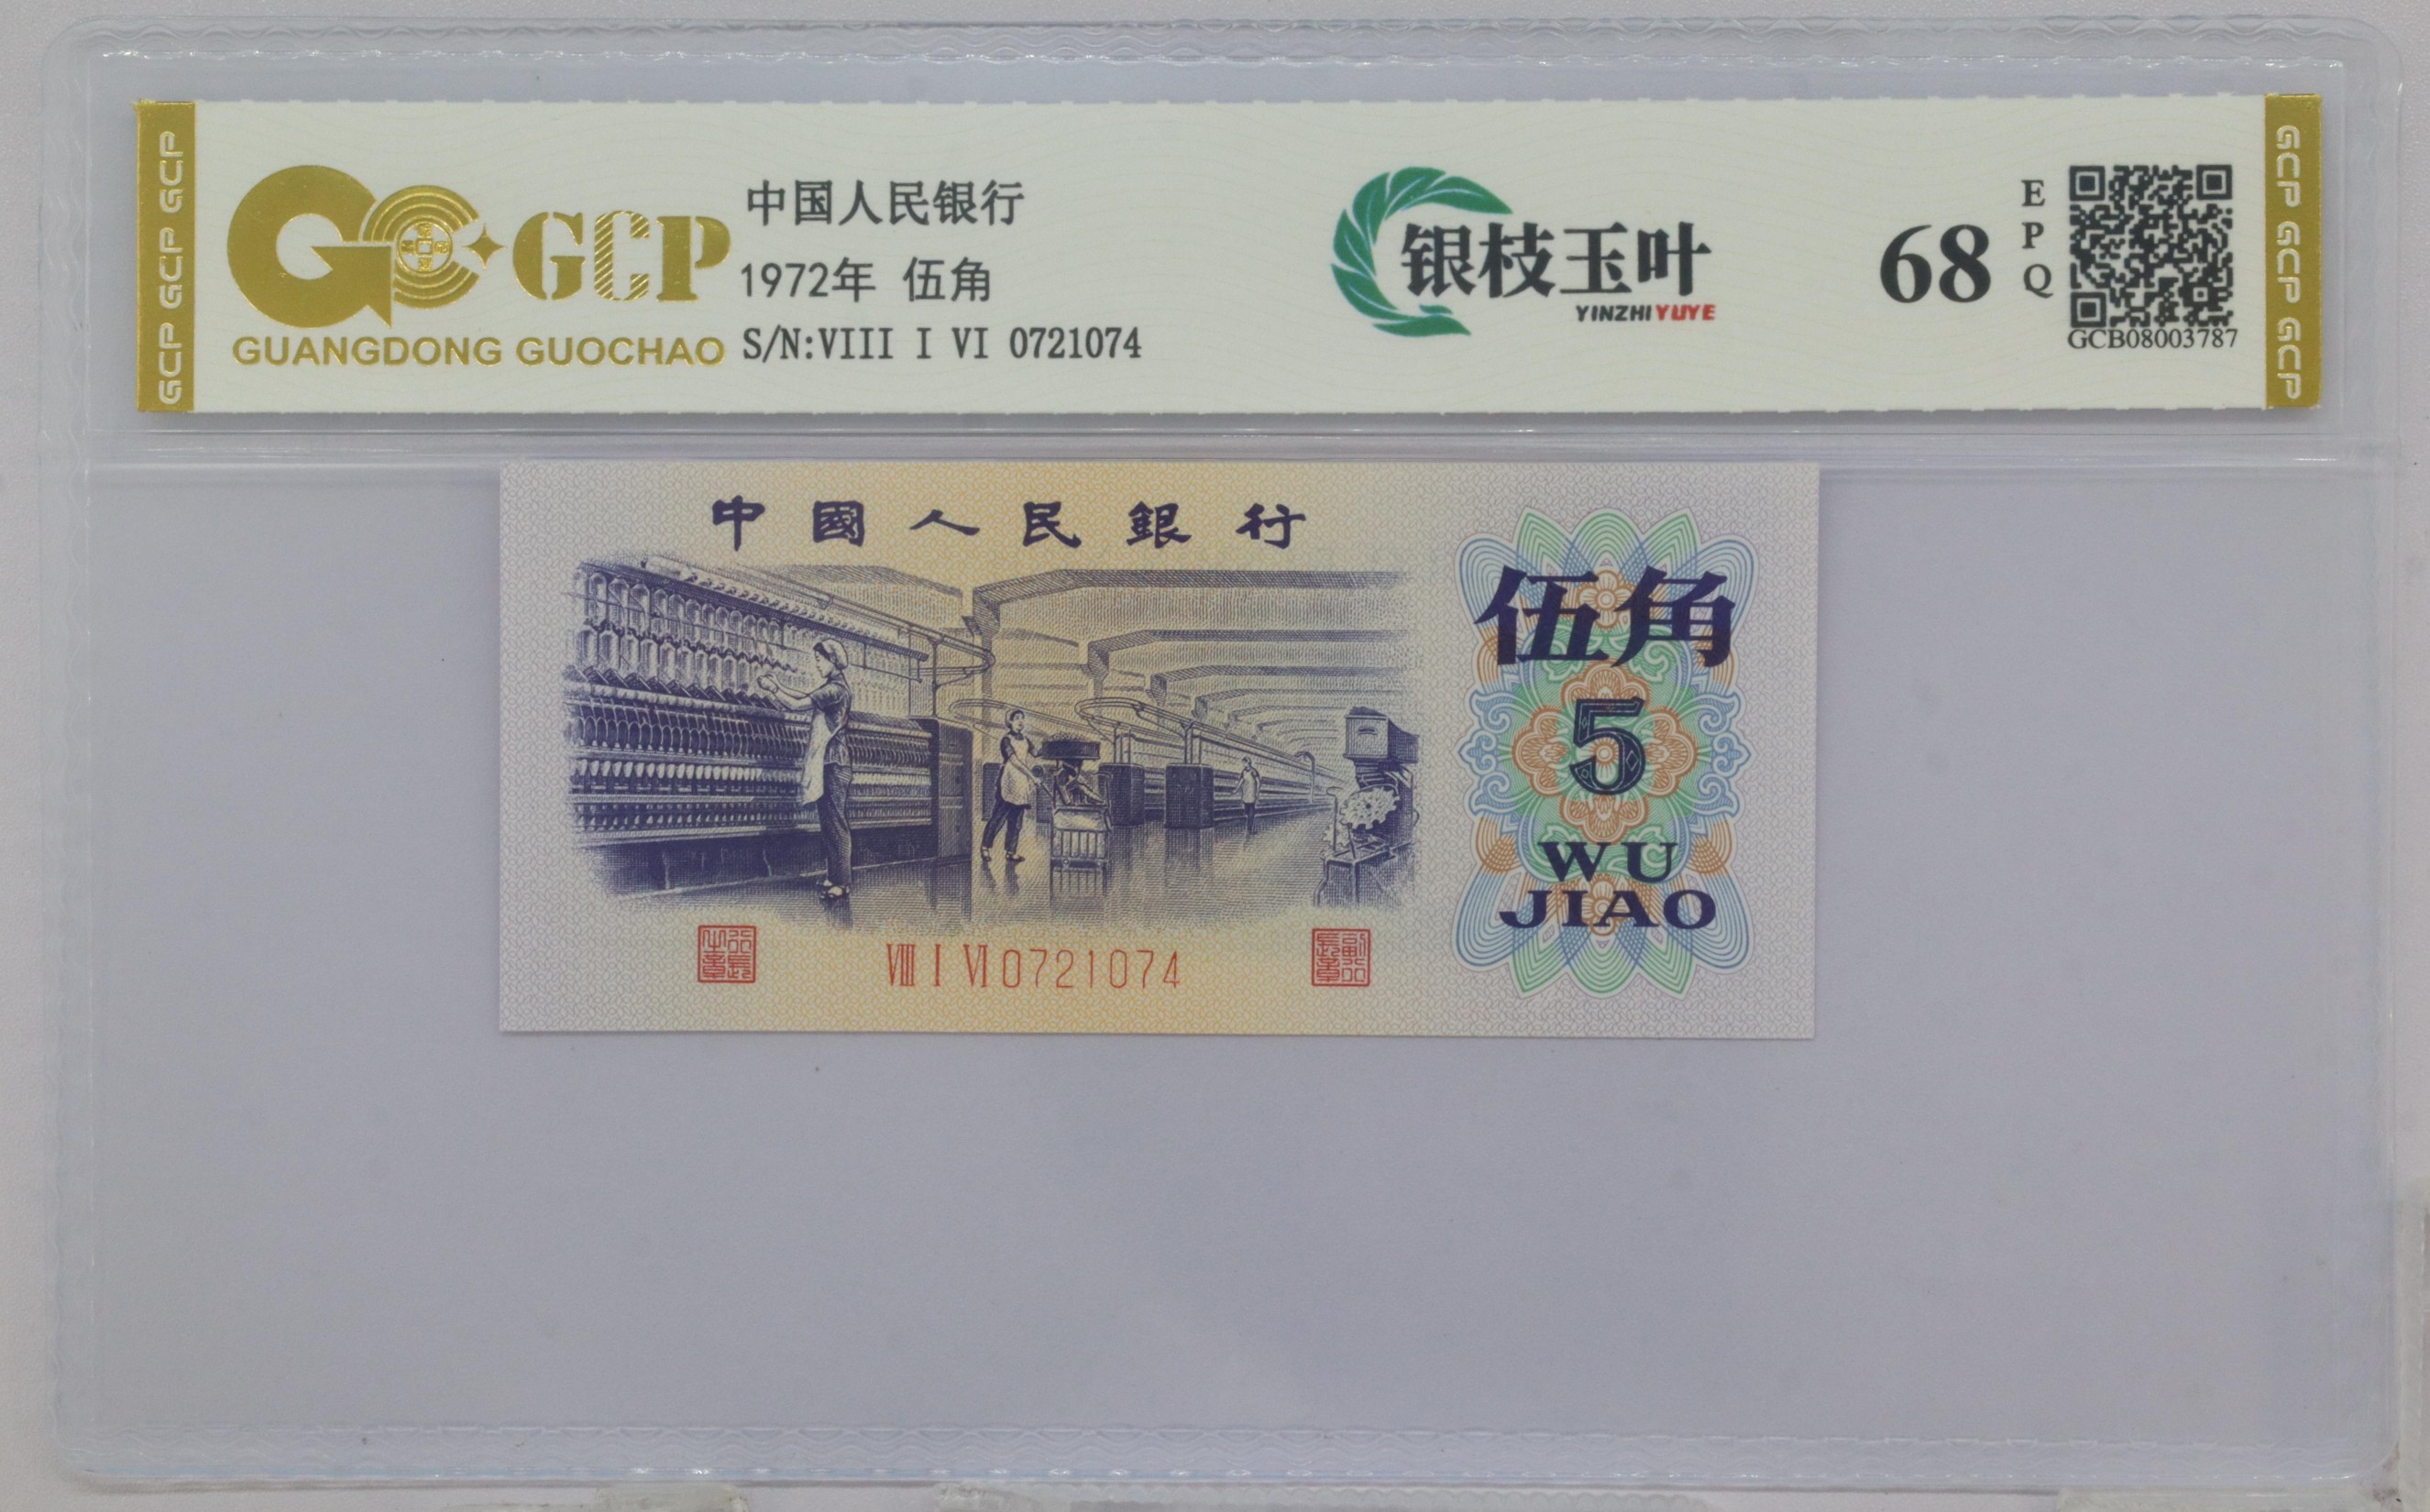 GCP GCP GCP
GCP
GUANGDONG GUOCHAO
中国人民银行
1972年 伍角
S/N:VIII I VI 0721074
银枝玉叶
YINZHIYUYE
68
EPQ
GCB08003787
GCP GCP GCP
中國人民銀行
伍角
5
WU
JIAO
VIII I VI 0721074